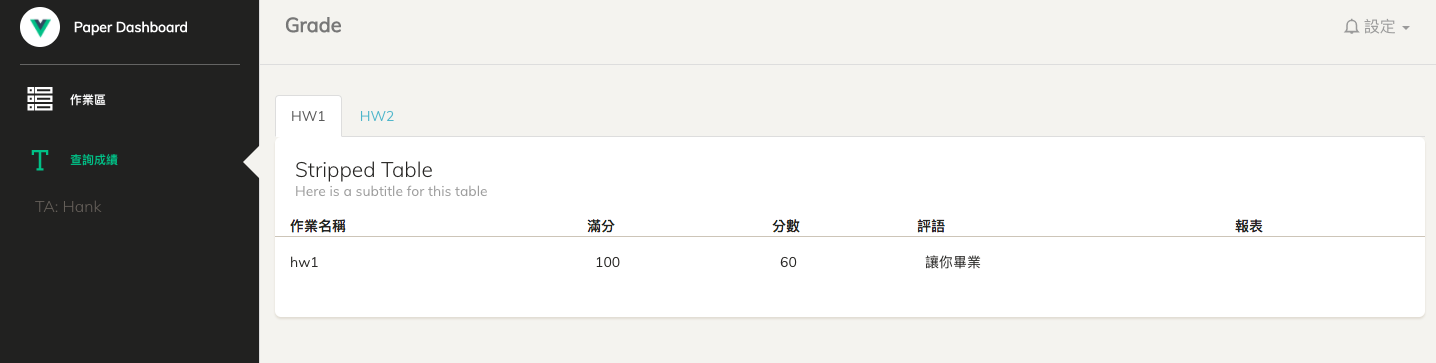 Paper Dashboard
作業區
查詢成績
TA: Hank
Grade
設定
HW1 HW2
Stripped Table
Here is a subtitle for this table
作業名稱 滿分 分數 評語 報表
hw1 100 60 讓你畢業